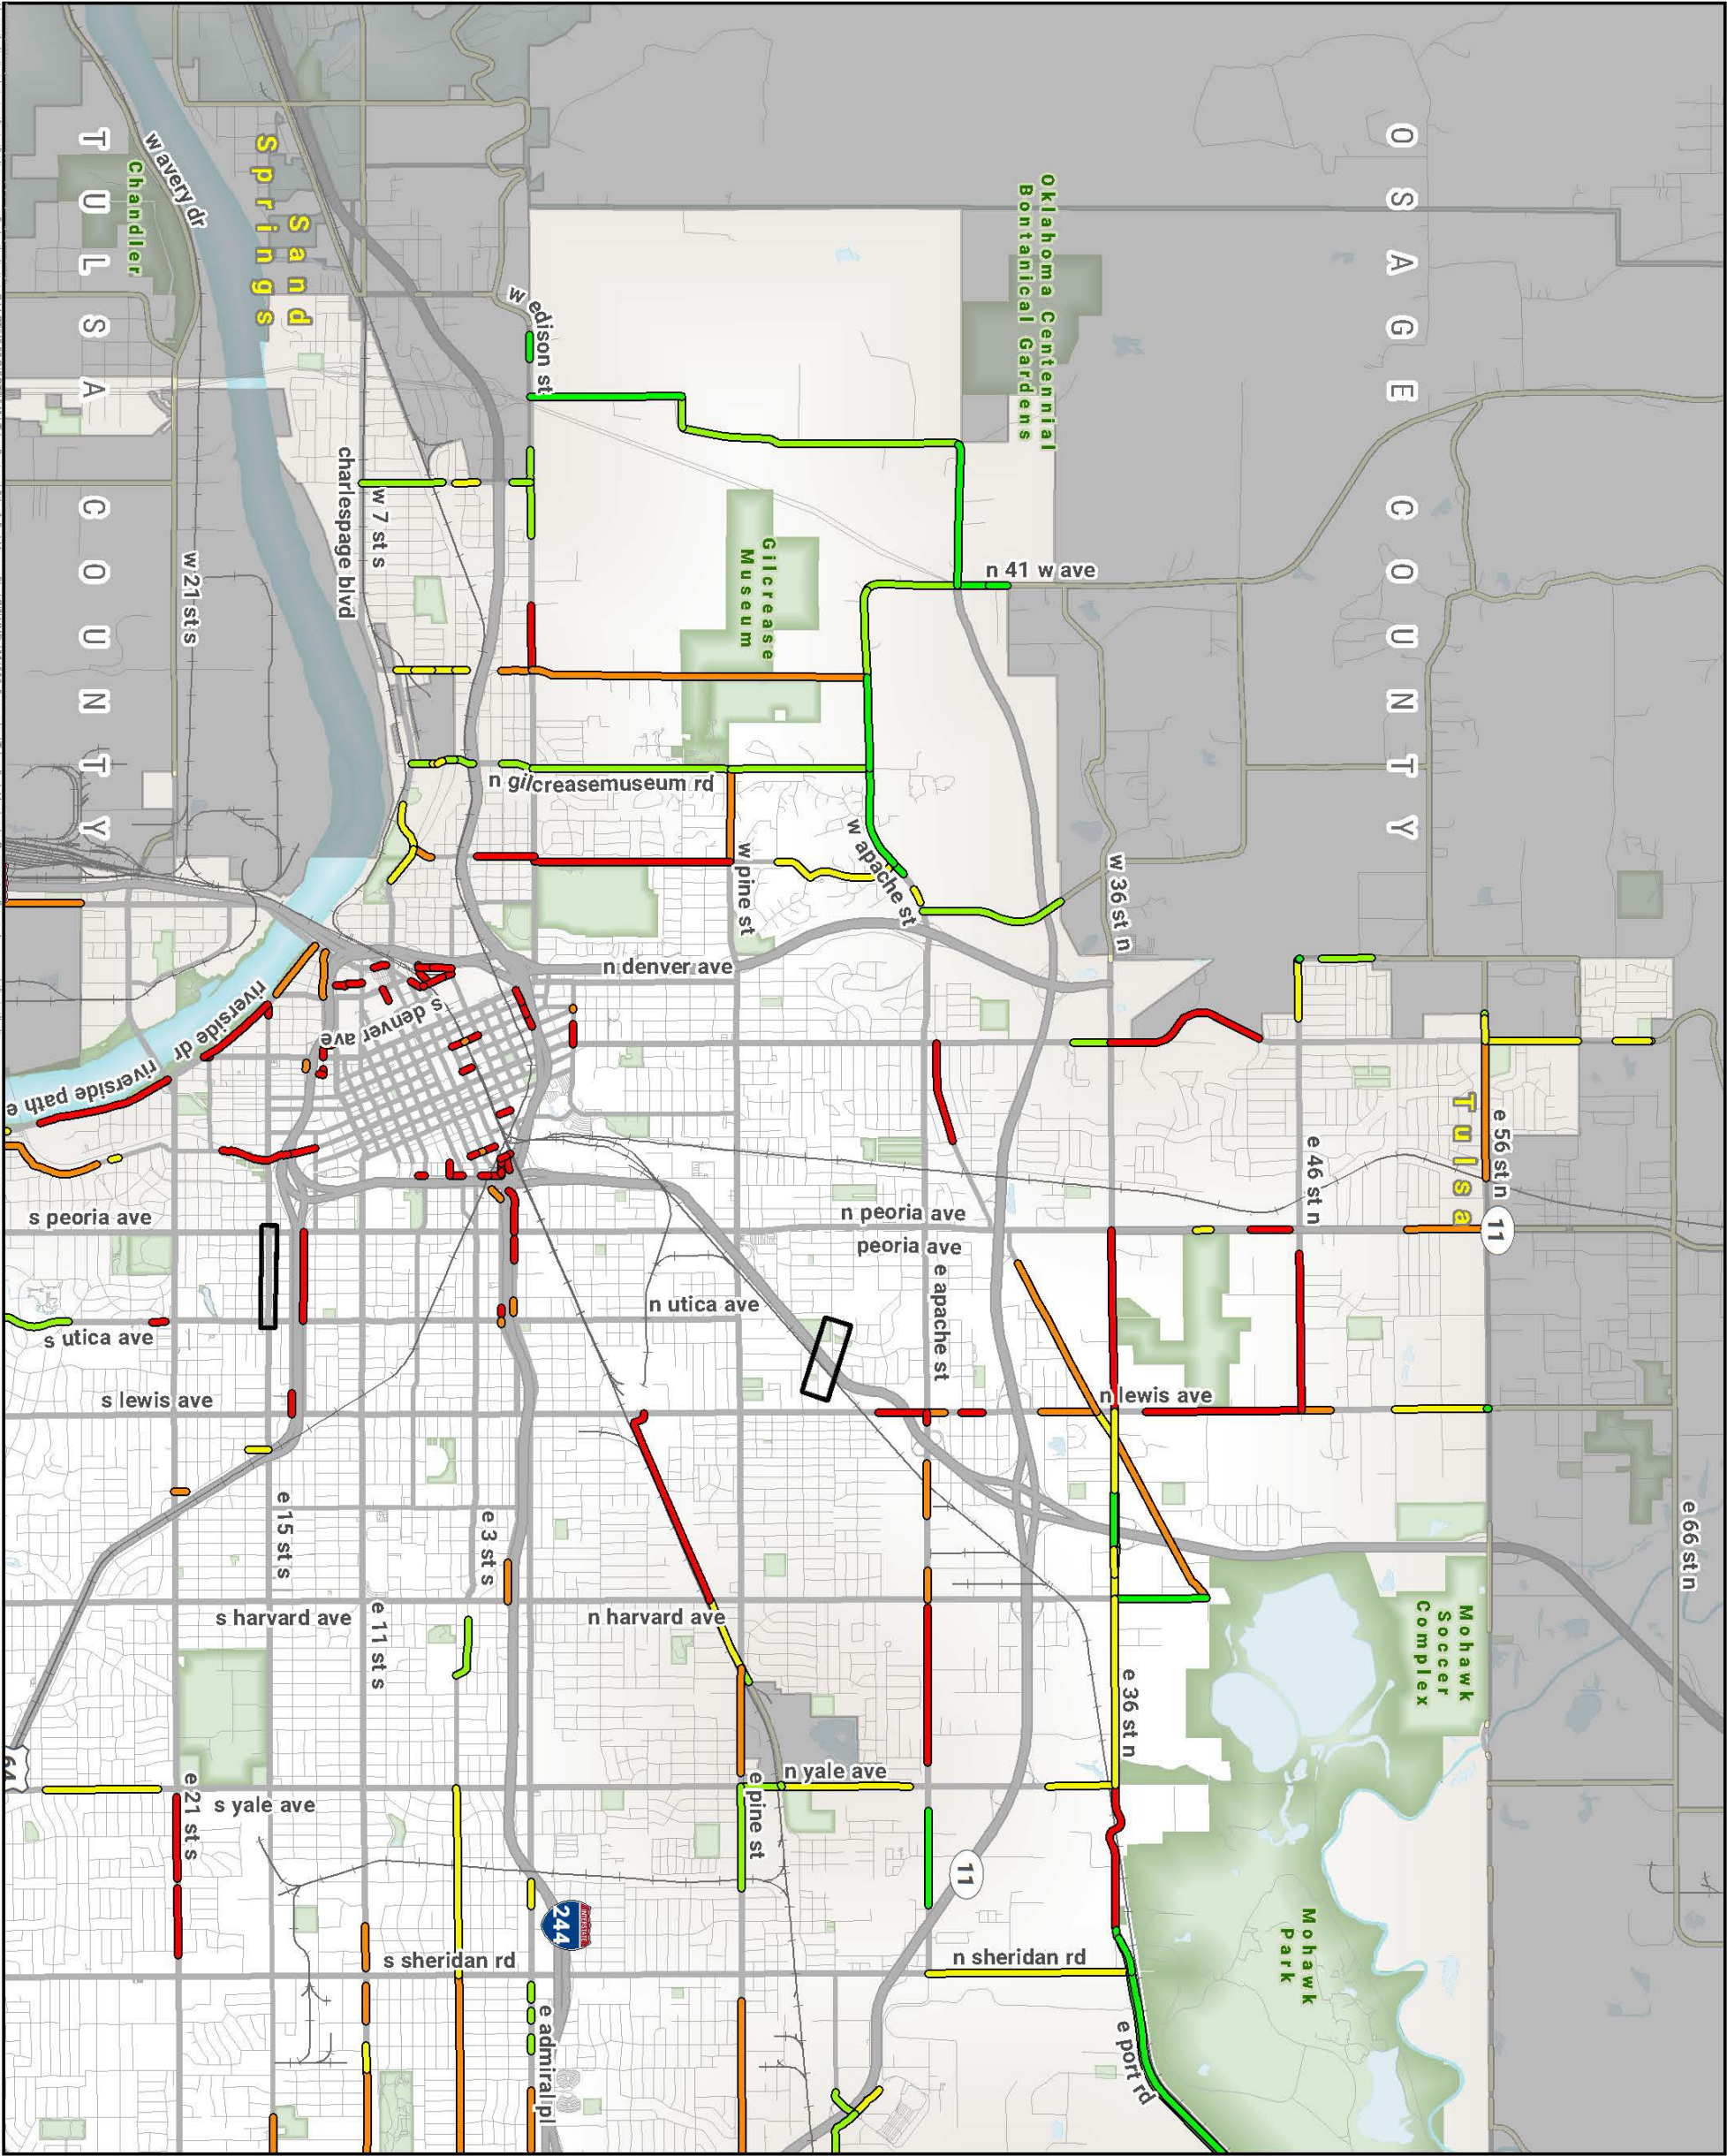 OSAGE COUNTY
TULSA COUNTY
Sand
Springs
Tulsa
Oklahoma Centennial
Bontanical Gardens
Gilcrease
Museum
Chandler
Mohawk
Soccer
Complex
Mohawk
Park
w avery dr
w edison st
w 7 st s
charlespage blvd
w 21 st s
n 41 w ave
n gilcreasemuseum rd
w apache st
w pine st
w 36 st n
n denver ave
s denver ave
riverside dr
riverside path e
e 56 st n
e 46 st n
11
s peoria ave
n peoria ave
peoria ave
e apache st
n utica ave
s utica ave
s lewis ave
n lewis ave
e 66 st n
e 15 st s
e 3 st s
s harvard ave
n harvard ave
e 11 st s
e 36 st n
n yale ave
e pine st
s yale ave
e 21 st s
64
11
INTERSTATE
244
s sheridan rd
n sheridan rd
e admiral pl
e port rd